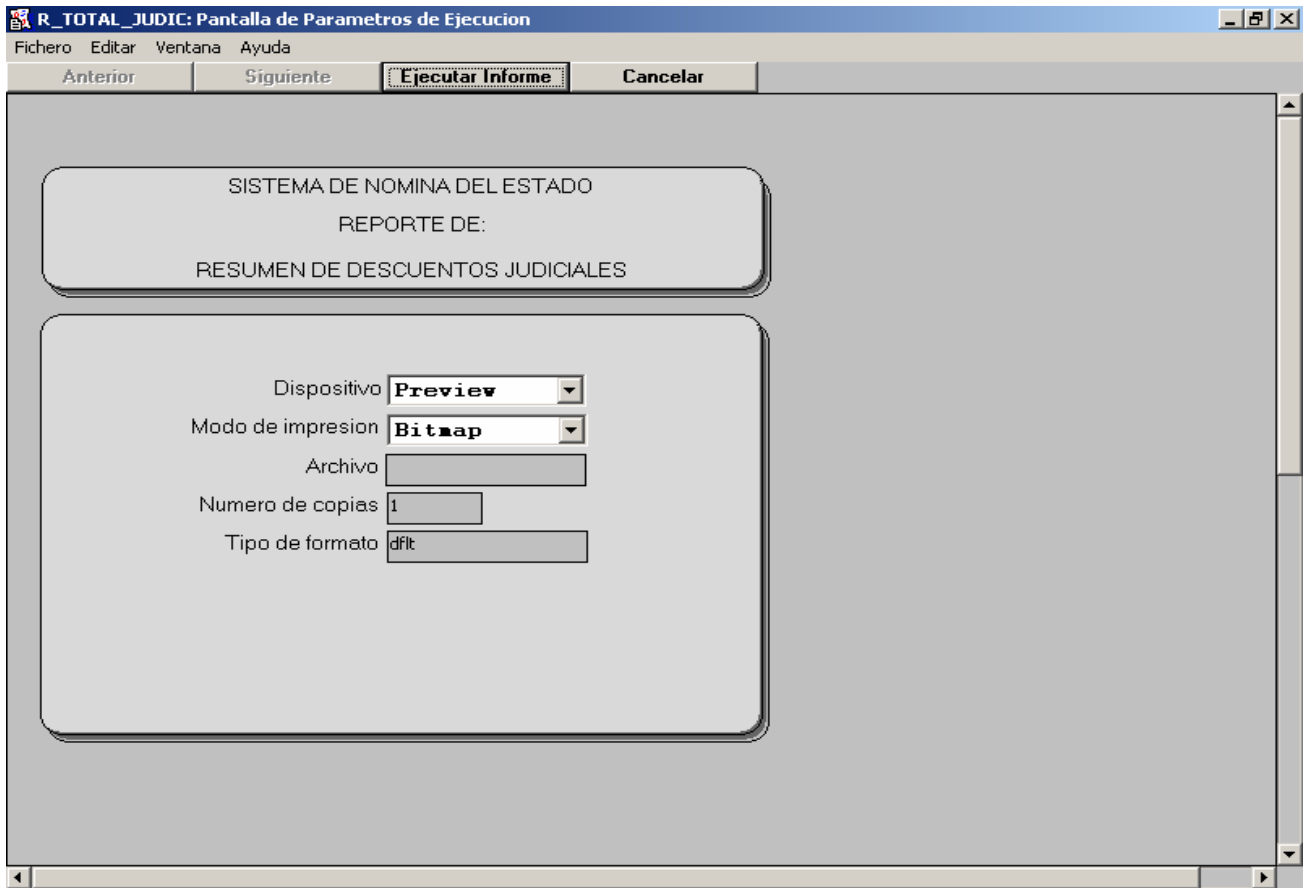 R_TOTAL_JUDIC: Pantalla de Parametros de Ejecucion
Fichero Editar Ventana Ayuda
Anterior Siguiente Ejecutar Informe Cancelar
SISTEMA DE NOMINA DEL ESTADO
REPORTE DE:
RESUMEN DE DESCUENTOS JUDICIALES
Dispositivo Preview
Modo de impresion Bitmap
Archivo
Numero de copias 1
Tipo de formato dflt